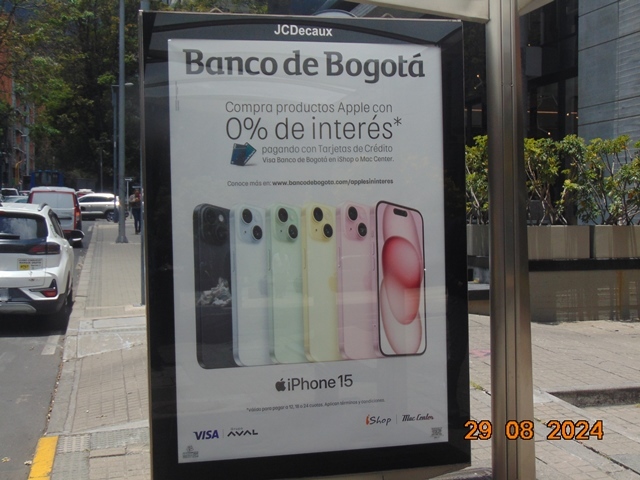 JCDecaux
Banco de Bogotá
Compra productos Apple con
0% de interés*
pagando con Tarjetas de Crédito
Visa Banco de Bogotá en iShop o Mac Center.
Conoce más en: www.bancodebogota.com/applesinintereses
iPhone 15
VISA AVAL iShop | Mac Center
29 08 2024